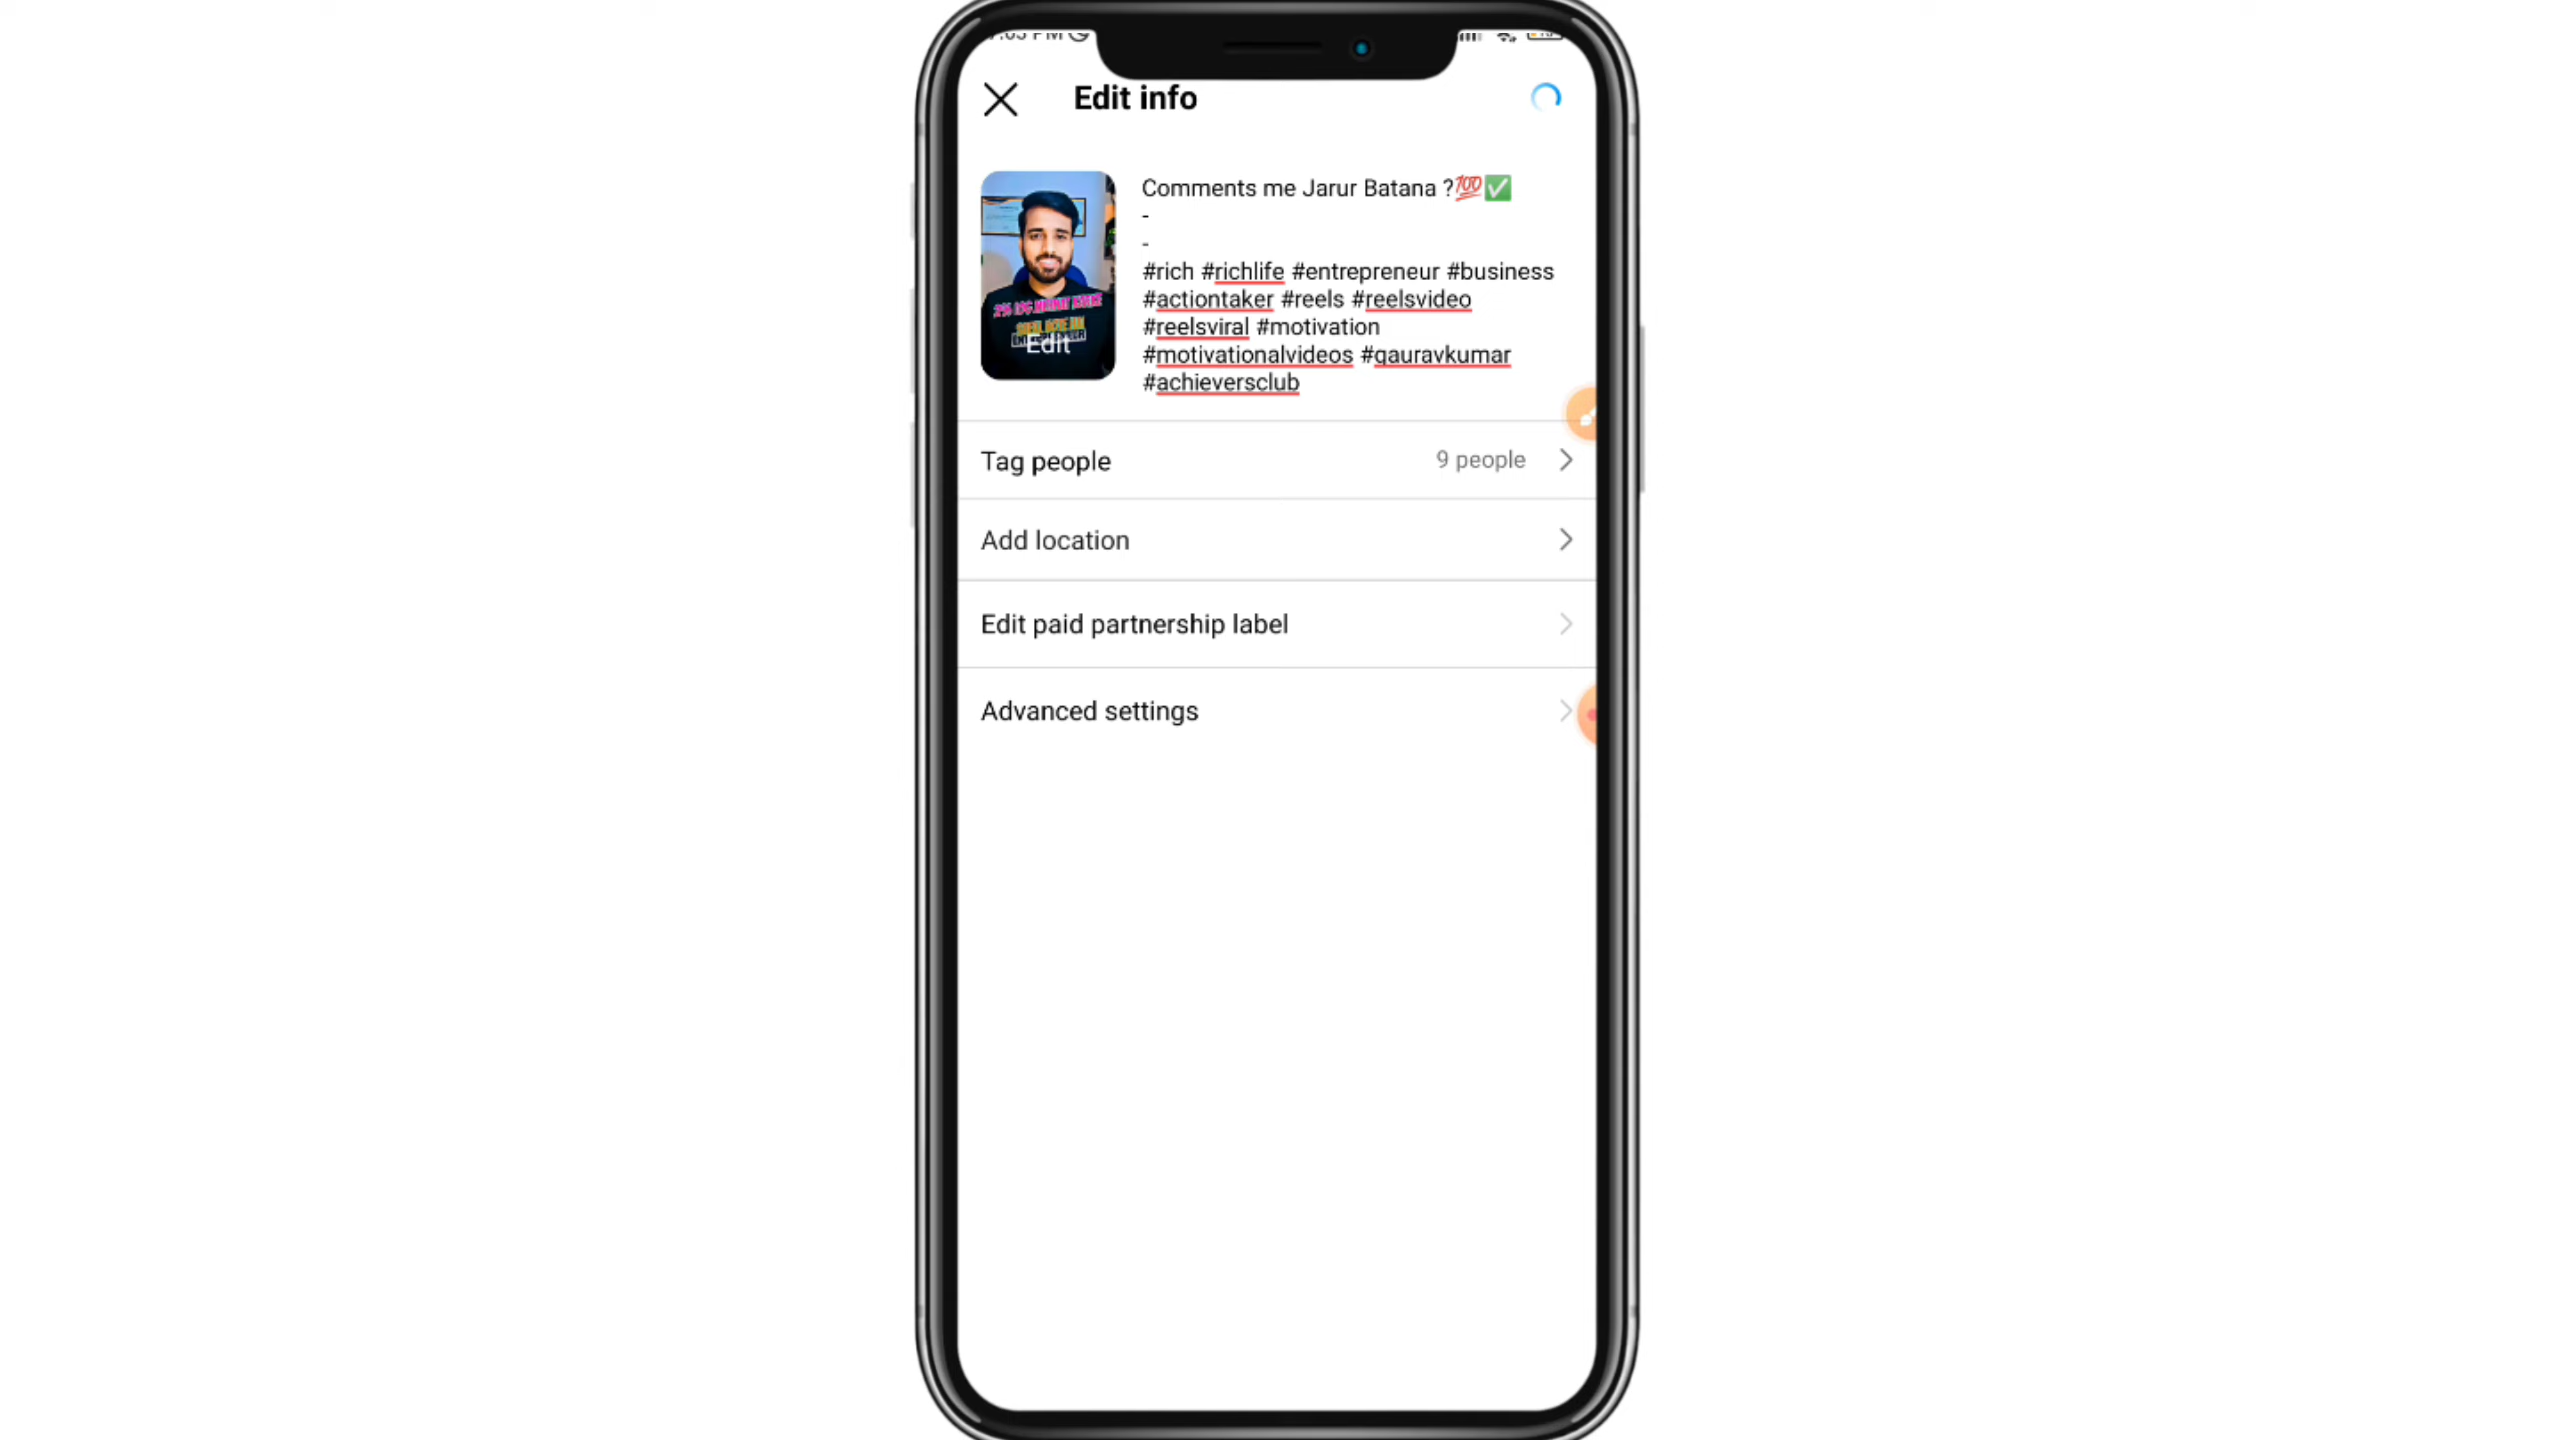 Edit info
Comments me Jarur Batana ?💯✅
-
-
#rich #richlife #entrepreneur #business
#actiontaker #reels #reelsvideo
#reelsviral #motivation
#motivationalvideos #gauravkumar
#achieversclub
Edit
Tag people 9 people
Add location
Edit paid partnership label
Advanced settings